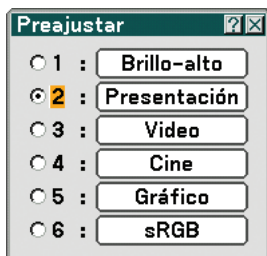 Preajustar ? X
1 : Brillo-alto
2 : Presentación
3 : Video
4 : Cine
5 : Gráfico
6 : sRGB